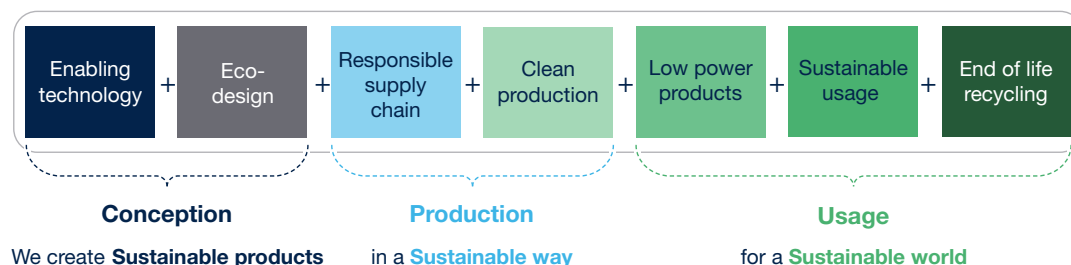 Enabling
technology
+
Eco-
design
+
Responsible
supply
chain
+
Clean
production
+
Low power
products
+
Sustainable
usage
+
End of life
recycling
Conception
Production
Usage
We create Sustainable products
in a Sustainable way
for a Sustainable world